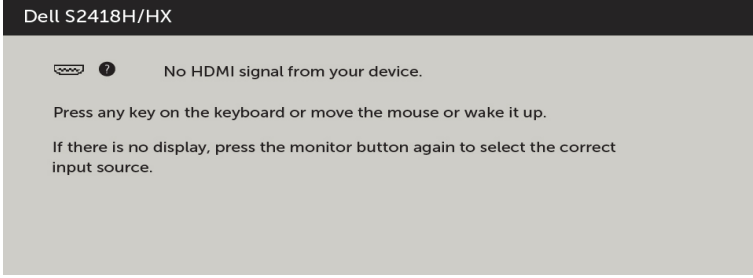 Dell S2418H/HX
No HDMI signal from your device.
Press any key on the keyboard or move the mouse or wake it up.
If there is no display, press the monitor button again to select the correct
input source.